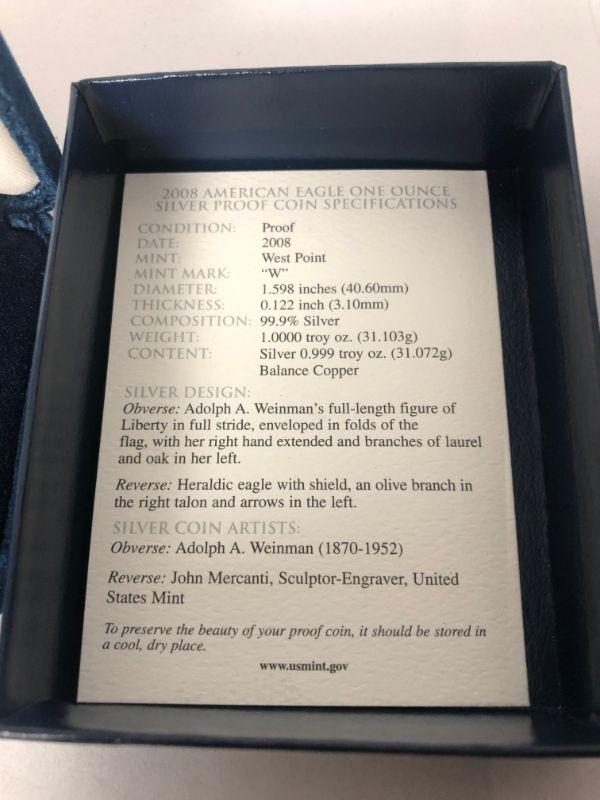 2008 AMERICAN EAGLE ONE OUNCE
SILVER PROOF COIN SPECIFICATIONS
CONDITION: Proof
DATE: 2008
MINT: West Point
MINT MARK: “W”
DIAMETER: 1.598 inches (40.60mm)
THICKNESS: 0.122 inch (3.10mm)
COMPOSITION: 99.9% Silver
WEIGHT: 1.0000 troy oz. (31.103g)
CONTENT: Silver 0.999 troy oz. (31.072g)
Balance Copper
SILVER DESIGN:
Obverse: Adolph A. Weinman’s full-length figure of
Liberty in full stride, enveloped in folds of the
flag, with her right hand extended and branches of laurel
and oak in her left.
Reverse: Heraldic eagle with shield, an olive branch in
the right talon and arrows in the left.
SILVER COIN ARTISTS:
Obverse: Adolph A. Weinman (1870-1952)
Reverse: John Mercanti, Sculptor-Engraver, United
States Mint
To preserve the beauty of your proof coin, it should be stored in
a cool, dry place.
www.usmint.gov